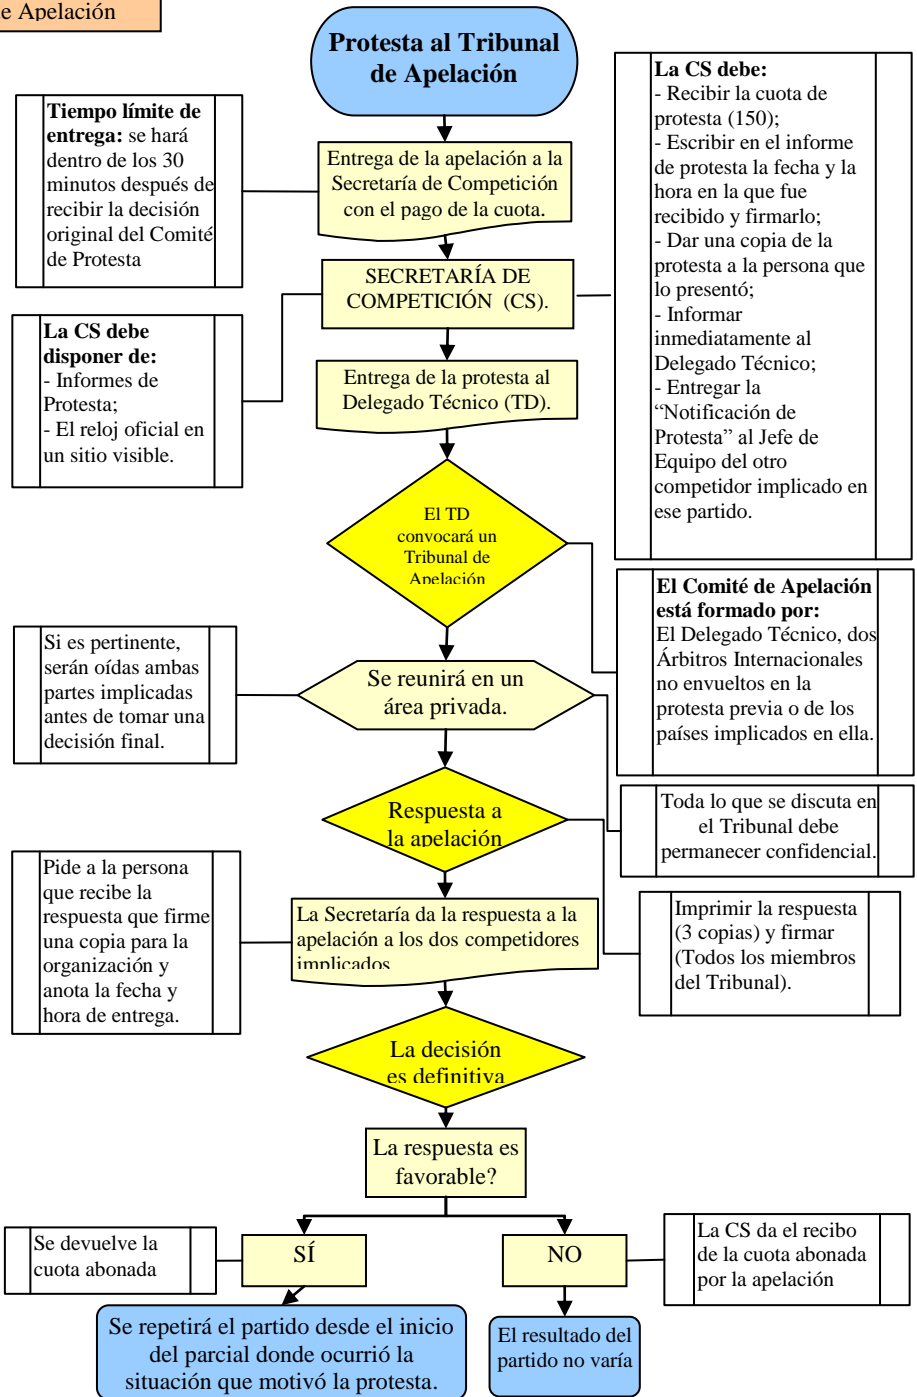 de Apelación
Protesta al Tribunal
de Apelación
Tiempo límite de
entrega: se hará
dentro de los 30
minutos después de
recibir la decisión
original del Comité
de Protesta
Entrega de la apelación a la
Secretaría de Competición
con el pago de la cuota.
La CS debe:
- Recibir la cuota de
protesta (150);
- Escribir en el informe
de protesta la fecha y la
hora en la que fue
recibido y firmarlo;
- Dar una copia de la
protesta a la persona que
lo presentó;
- Informar
inmediatamente al
Delegado Técnico;
- Entregar la
“Notificación de
Protesta” al Jefe de
Equipo del otro
competidor implicado en
ese partido.
SECRETARÍA DE
COMPETICIÓN (CS).
La CS debe
disponer de:
- Informes de
Protesta;
- El reloj oficial en
un sitio visible.
Entrega de la protesta al
Delegado Técnico (TD).
El TD
convocará un
Tribunal de
Apelación
El Comité de Apelación
está formado por:
El Delegado Técnico, dos
Árbitros Internacionales
no envueltos en la
protesta previa o de los
países implicados en ella.
Si es pertinente,
serán oídas ambas
partes implicadas
antes de tomar una
decisión final.
Se reunirá en un
área privada.
Toda lo que se discuta en
el Tribunal debe
permanecer confidencial.
Respuesta a
la apelación
Imprimir la respuesta
(3 copias) y firmar
(Todos los miembros
del Tribunal).
Pide a la persona
que recibe la
respuesta que firme
una copia para la
organización y
anota la fecha y
hora de entrega.
La Secretaría da la respuesta a la
apelación a los dos competidores
implicados
La decisión
es definitiva
La respuesta es
favorable?
Se devuelve la
cuota abonada
SÍ
NO
La CS da el recibo
de la cuota abonada
por la apelación
Se repetirá el partido desde el inicio
del parcial donde ocurrió la
situación que motivó la protesta.
El resultado del
partido no varía